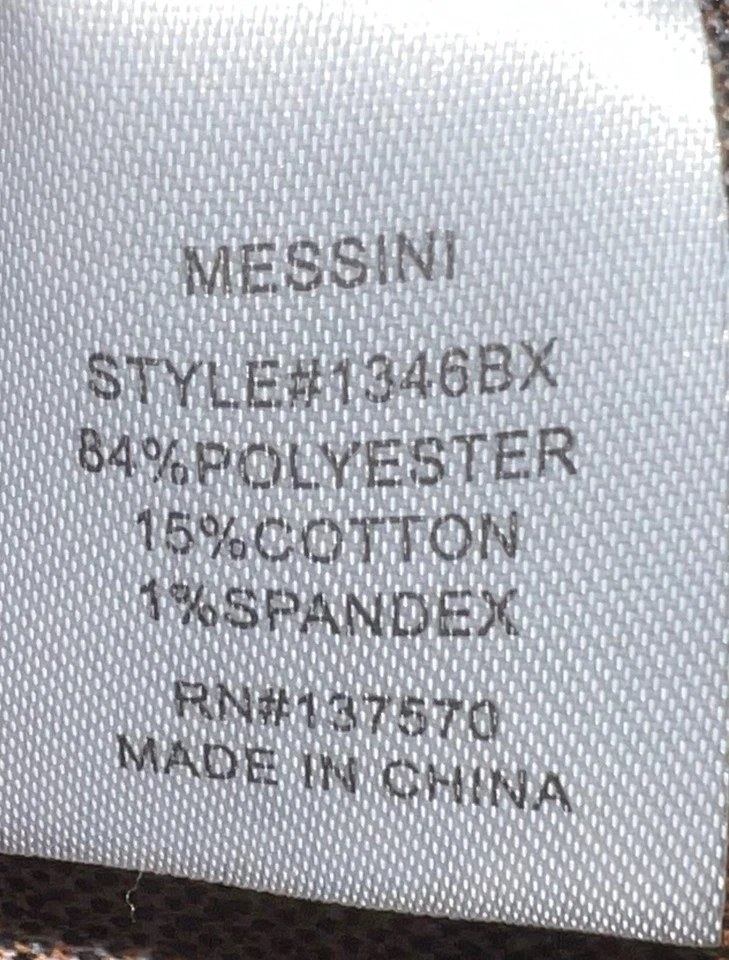 MESSINI
STYLE#1346BX
84%POLYESTER
15%COTTON
1%SPANDEX
RN#137570
MADE IN CHINA